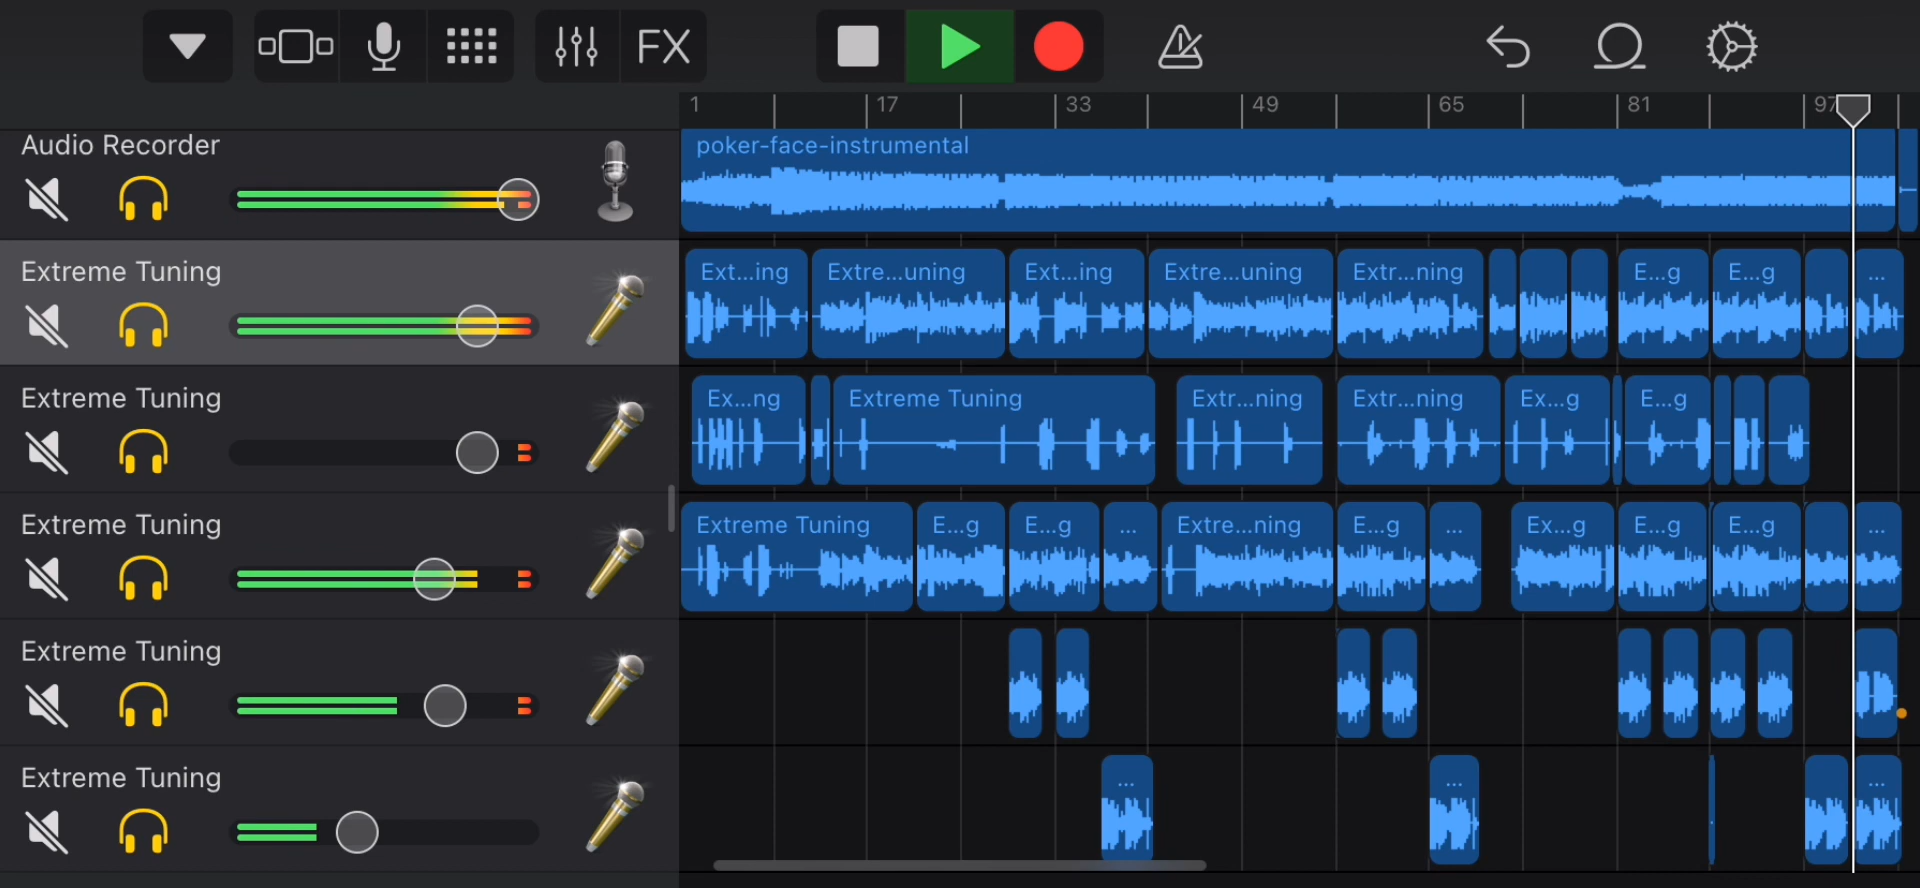 FX
1 17 33 49 65 81 97
Audio Recorder
poker-face-instrumental
Extreme Tuning
Ext...ing Extre...uning Ext...ing Extre...uning Extr...ning E...g E...g ...
Extreme Tuning
Ex...ng Extreme Tuning Extr...ning Extr...ning Ex...g E...g
Extreme Tuning
Extreme Tuning E...g E...g ... Extre...ning E...g ... Ex...g E...g E...g ...
Extreme Tuning
Extreme Tuning
... ... ...